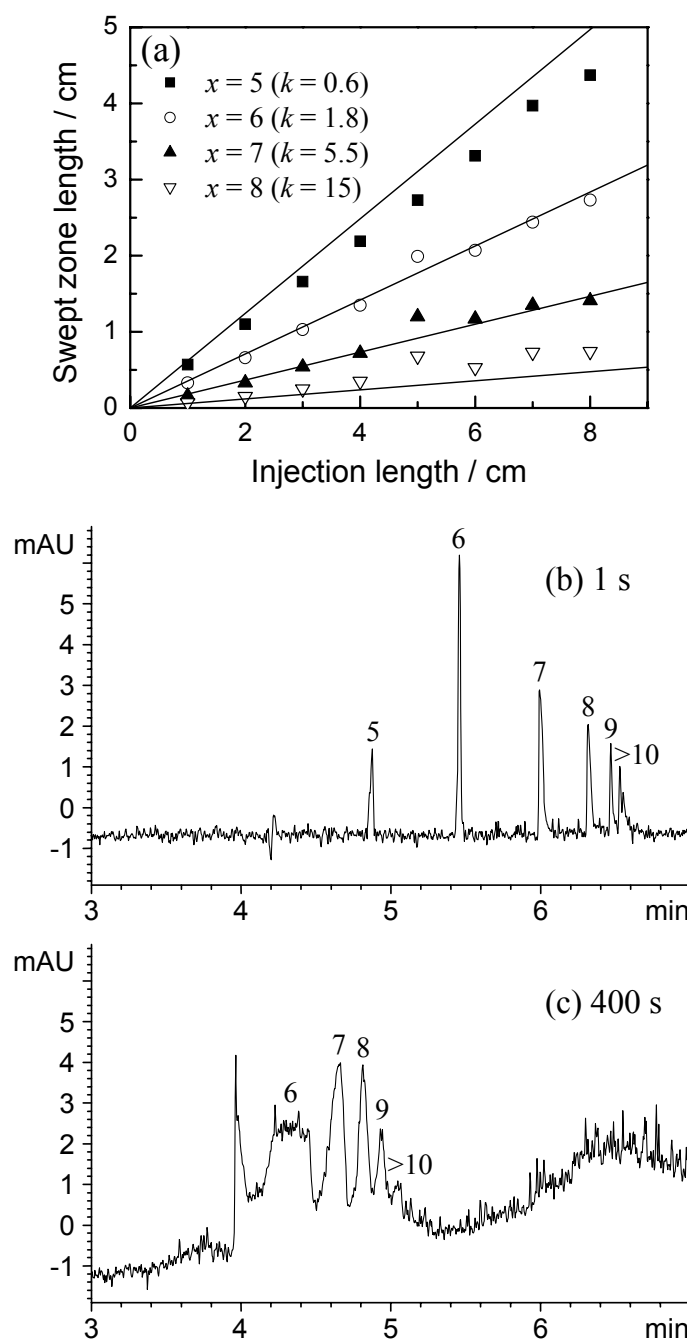 (a)
x = 5 (k = 0.6)
x = 6 (k = 1.8)
x = 7 (k = 5.5)
x = 8 (k = 15)
5
4
3
2
1
0
Swept zone length / cm
0 2 4 6 8
Injection length / cm
mAU
(b) 1 s
5
4
3
2
1
0
-1
5
6
7
8
9
>10
3 4 5 6 min
mAU
(c) 400 s
5
4
3
2
1
0
-1
6
7
8
9
>10
3 4 5 6 min